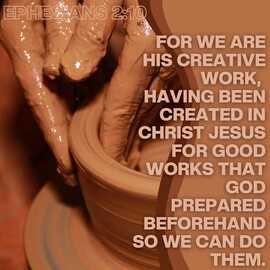 EPHESIANS 2:10
FOR WE ARE
HIS CREATIVE
WORK,
HAVING BEEN
CREATED IN
CHRIST JESUS
FOR GOOD
WORKS THAT
GOD
PREPARED
BEFOREHAND
SO WE CAN DO
THEM.